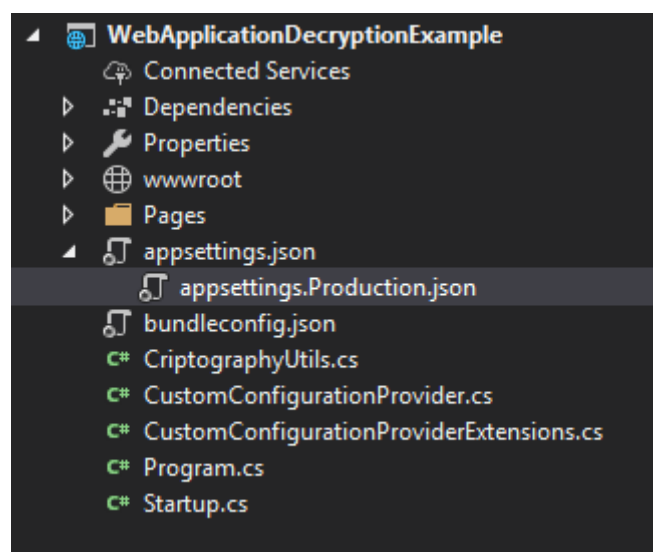 WebApplicationDecryptionExample
Connected Services
Dependencies
Properties
wwwroot
Pages
appsettings.json
appsettings.Production.json
bundleconfig.json
C# CriptographyUtils.cs
C# CustomConfigurationProvider.cs
C# CustomConfigurationProviderExtensions.cs
C# Program.cs
C# Startup.cs